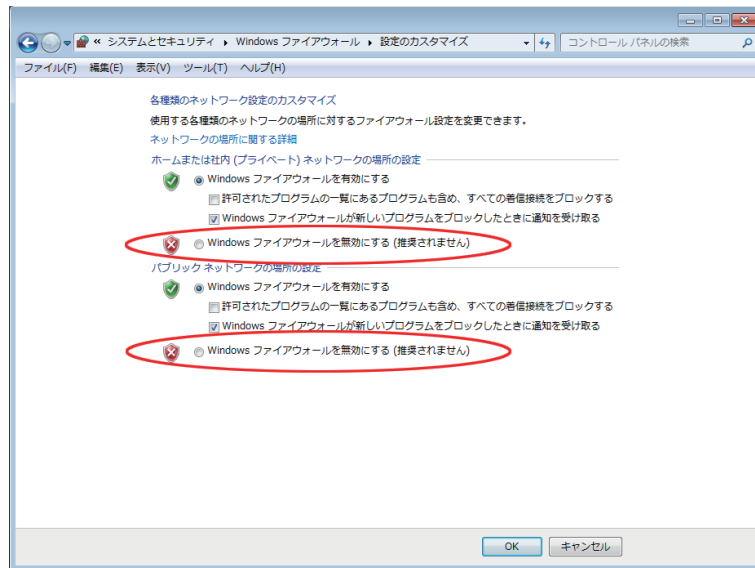 « システムとセキュリティ ▸ Windows ファイアウォール ▸ 設定のカスタマイズ
コントロール パネルの検索
ファイル(F) 編集(E) 表示(V) ツール(T) ヘルプ(H)
各種類のネットワーク設定のカスタマイズ
使用する各種類のネットワークの場所に対するファイアウォール設定を変更できます。
ネットワークの場所に関する詳細
ホームまたは社内 (プライベート) ネットワークの場所の設定
Windows ファイアウォールを有効にする
許可されたプログラムの一覧にあるプログラムも含め、すべての着信接続をブロックする
Windows ファイアウォールが新しいプログラムをブロックしたときに通知を受け取る
Windows ファイアウォールを無効にする (推奨されません)
パブリック ネットワークの場所の設定
Windows ファイアウォールを有効にする
許可されたプログラムの一覧にあるプログラムも含め、すべての着信接続をブロックする
Windows ファイアウォールが新しいプログラムをブロックしたときに通知を受け取る
Windows ファイアウォールを無効にする (推奨されません)
OK キャンセル